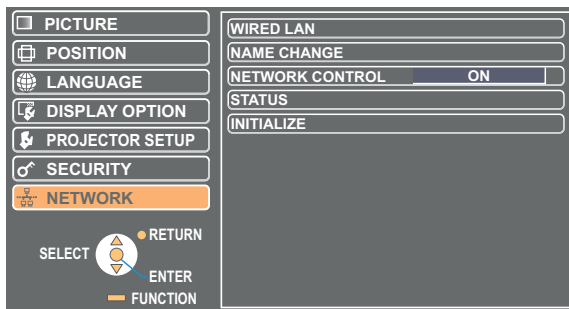 PICTURE
POSITION
LANGUAGE
DISPLAY OPTION
PROJECTOR SETUP
SECURITY
NETWORK
RETURN
SELECT
ENTER
FUNCTION
WIRED LAN
NAME CHANGE
NETWORK CONTROL ON
STATUS
INITIALIZE